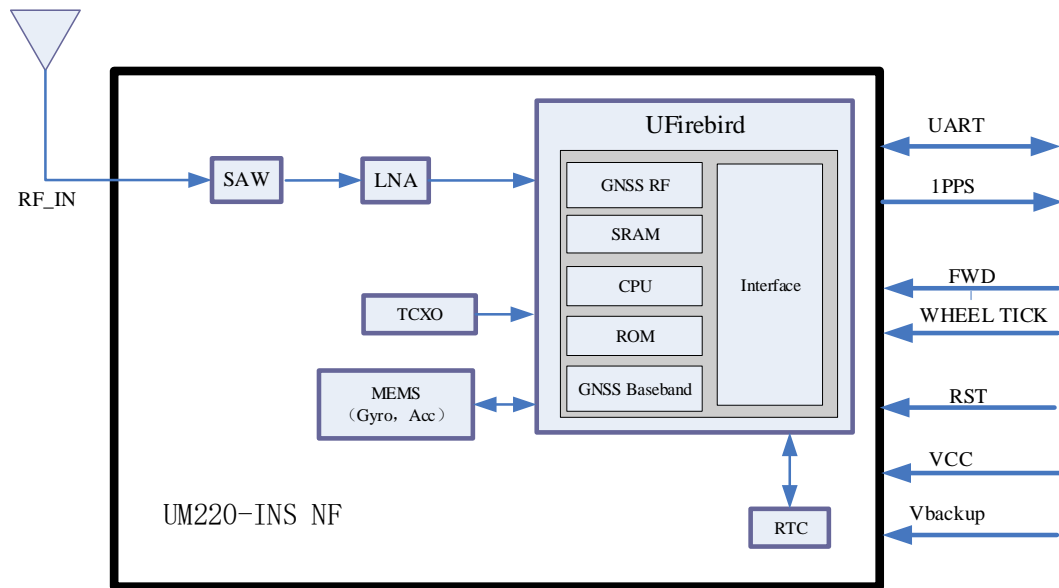 UFirebird
UART
SAW
LNA
GNSS RF
RF_IN
1PPS
SRAM
FWD
CPU
Interface
TCXO
WHEEL TICK
ROM
MEMS
(Gyro, Acc)
GNSS Baseband
RST
VCC
UM220-INS NF
RTC
Vbackup